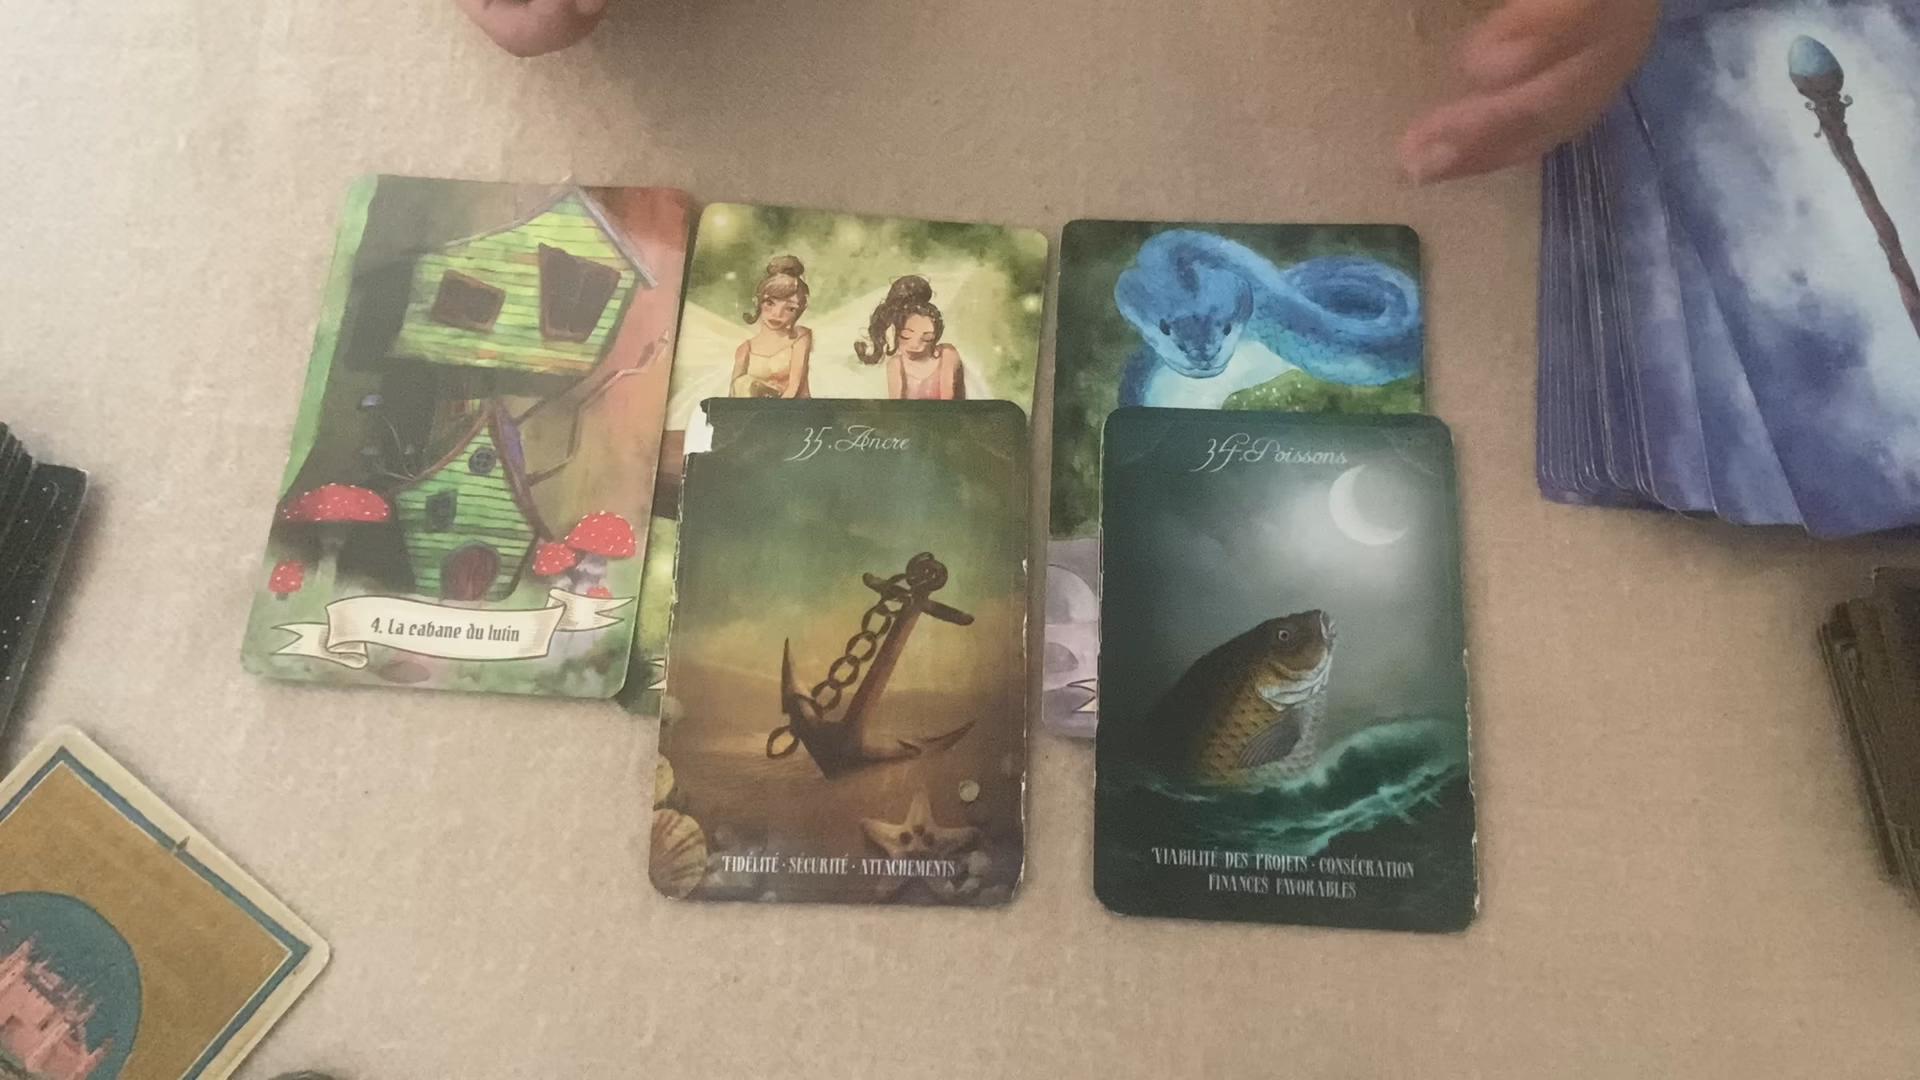 4. La cabane du lutin
35. Ancre
FIDÉLITÉ · SÉCURITÉ · ATTACHEMENTS
34. Poissons
VIABILITÉ DES PROJETS · CONSÉCRATION
FINANCES FAVORABLES